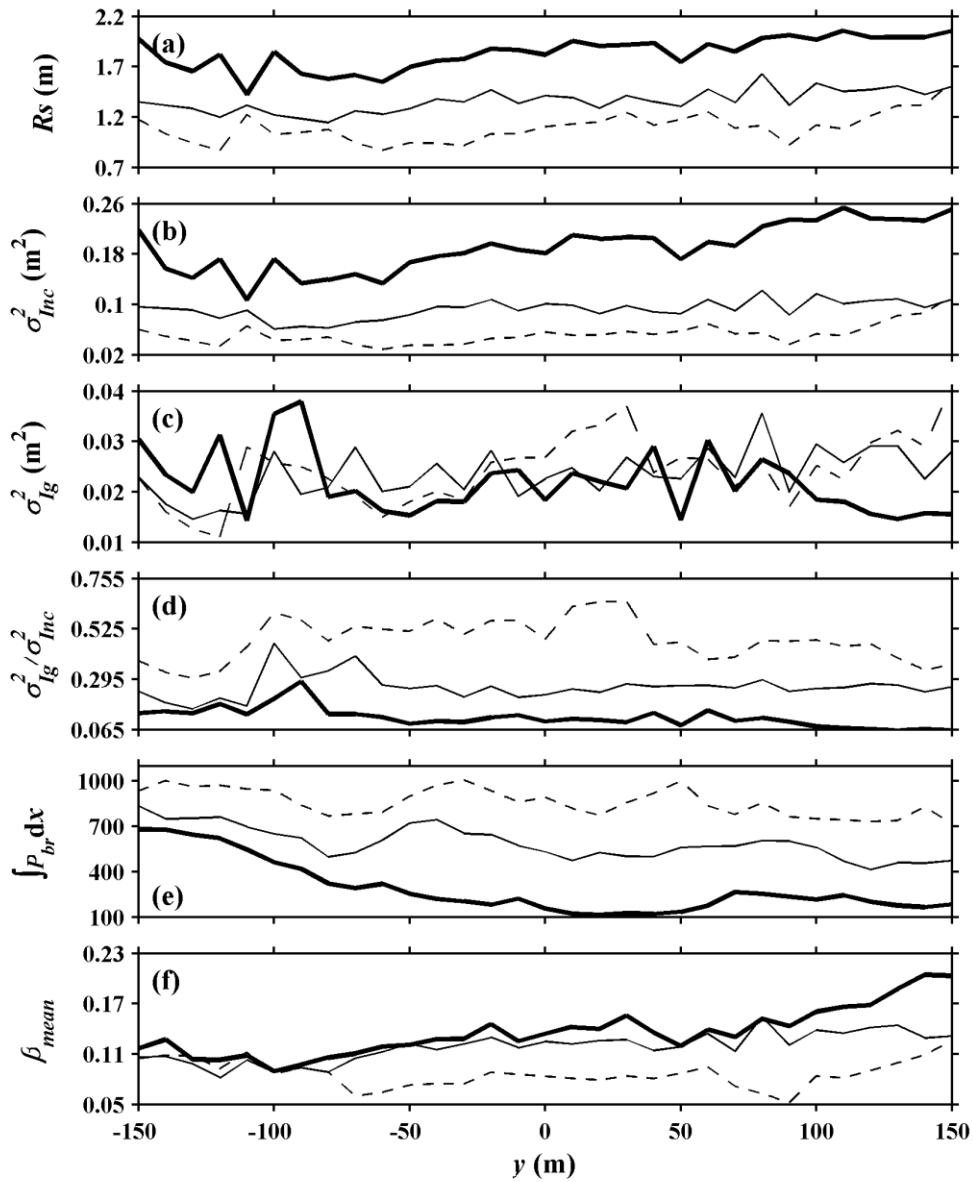 2.2
(a)
1.7
Rs (m)
1.2
0.7
0.26
(b)
0.18
σ²Inc (m²)
0.1
0.02
0.04
(c)
0.03
σ²Ig (m²)
0.02
0.01
0.755
(d)
0.525
σ²Ig/σ²Inc
0.295
0.065
1000
700
∫Pbrdx
400
(e)
100
0.23
(f)
0.17
βmean
0.11
0.05
-150 -100 -50 0 50 100 150
y (m)